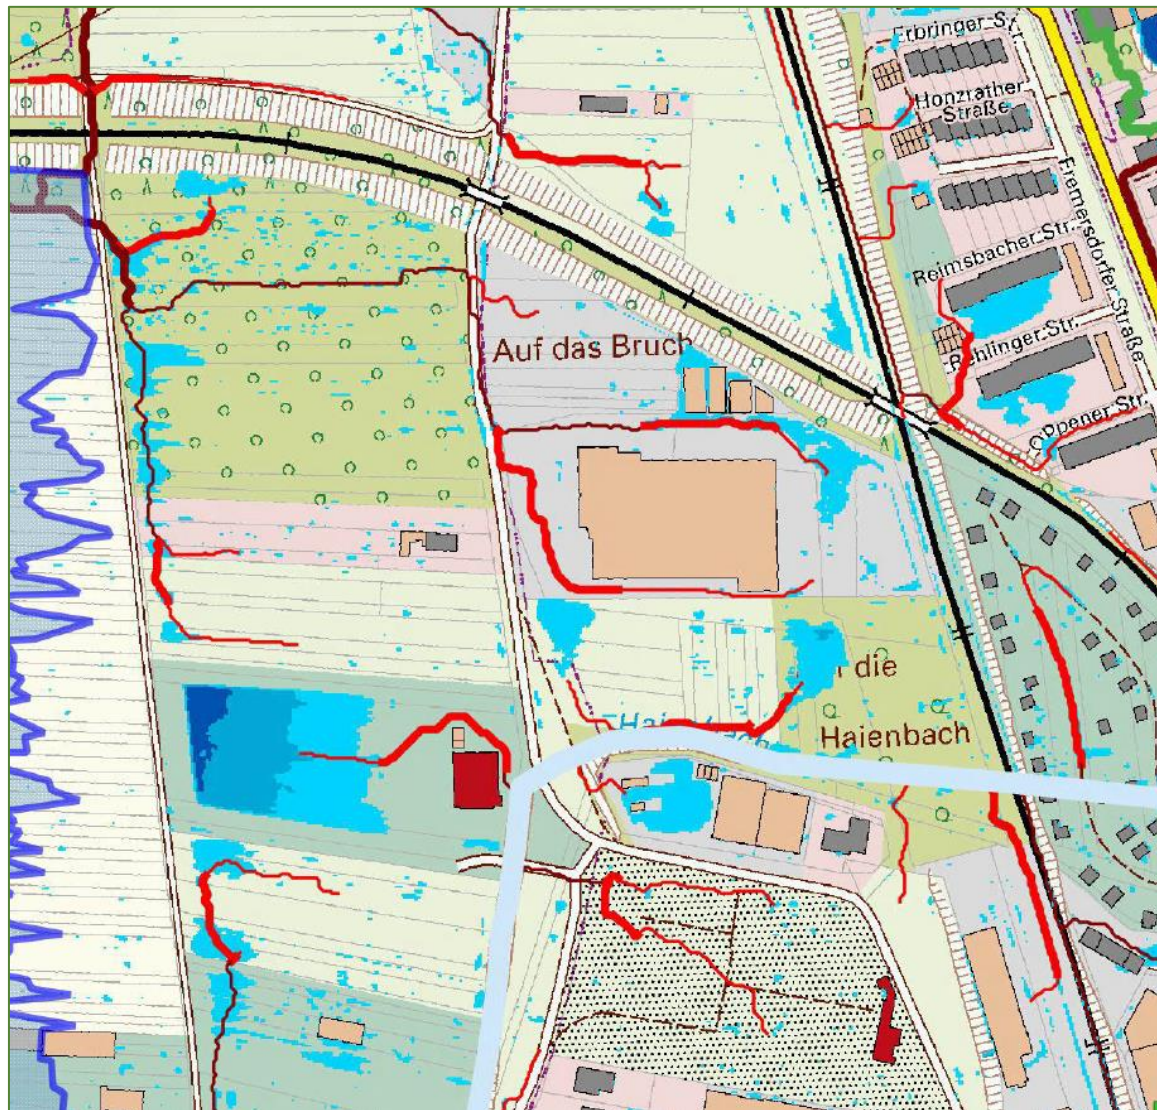 Erbringer-Str.
Honzrather
Straße
Fremersdorfer-Straße
Reimsbacher-Str.
Auf das Bruch
Oppener-Str.
die
Haienbach